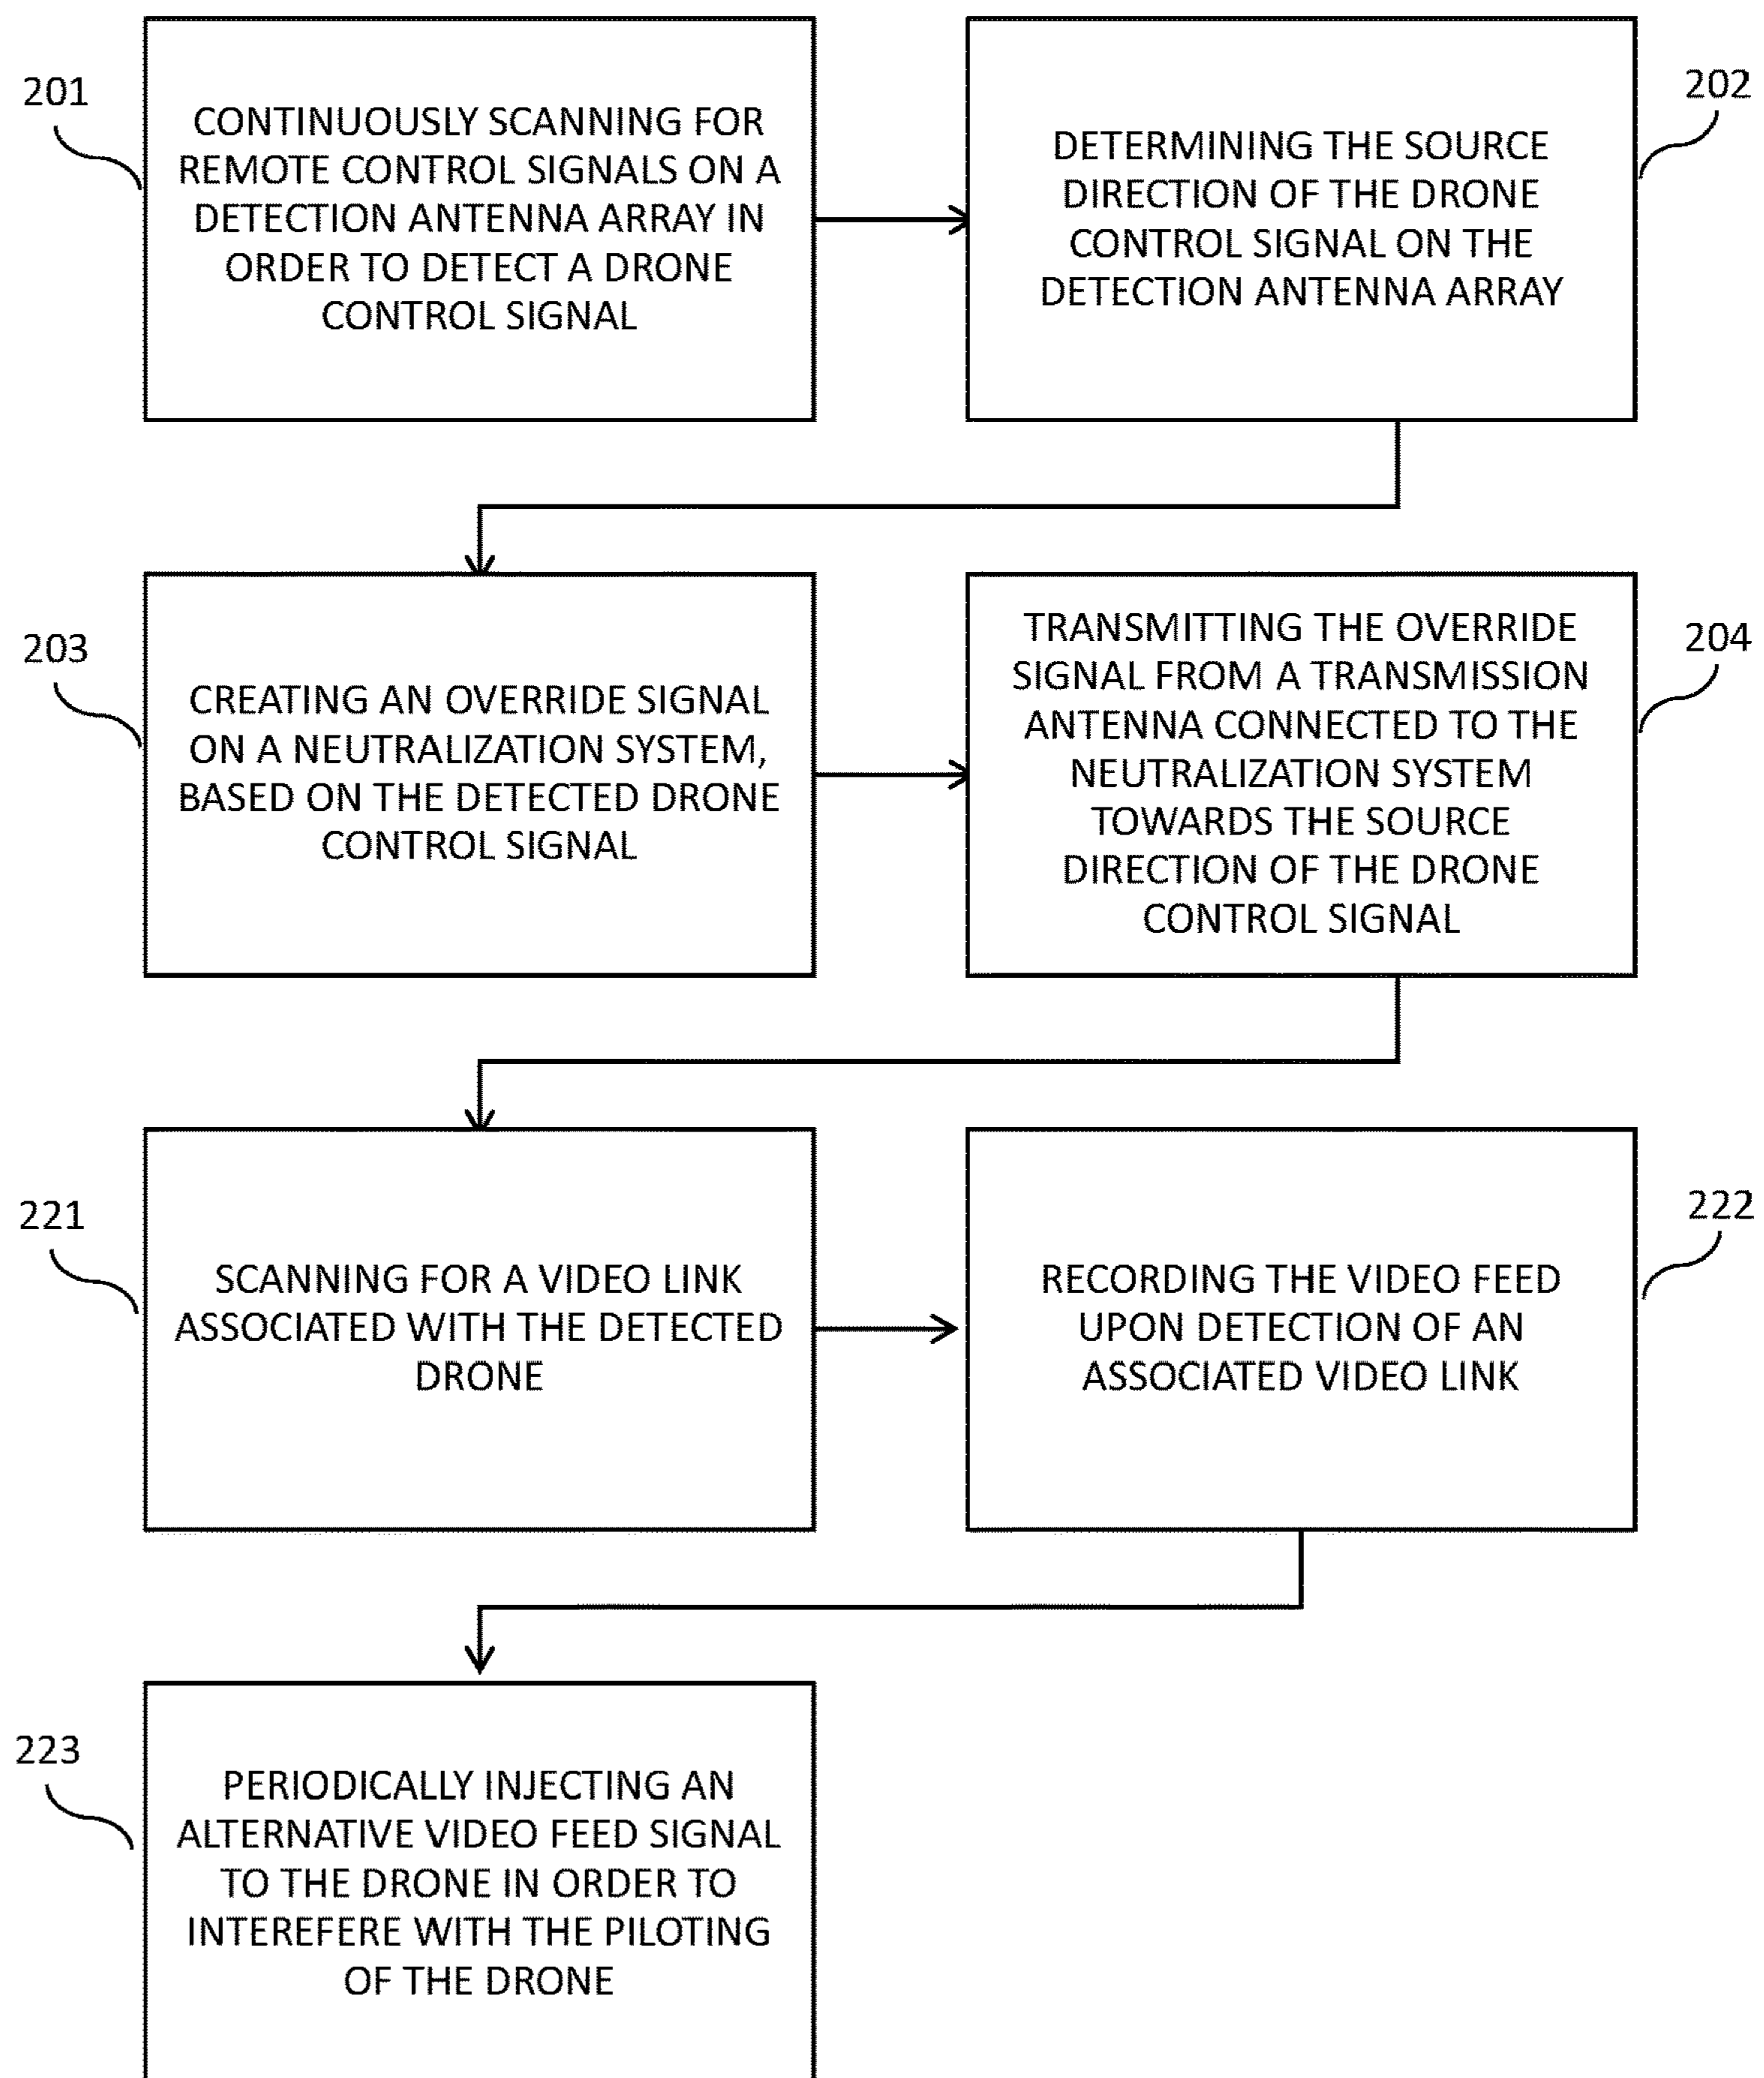 201
CONTINUOUSLY SCANNING FOR
REMOTE CONTROL SIGNALS ON A
DETECTION ANTENNA ARRAY IN
ORDER TO DETECT A DRONE
CONTROL SIGNAL
202
DETERMINING THE SOURCE
DIRECTION OF THE DRONE
CONTROL SIGNAL ON THE
DETECTION ANTENNA ARRAY
203
CREATING AN OVERRIDE SIGNAL
ON A NEUTRALIZATION SYSTEM,
BASED ON THE DETECTED DRONE
CONTROL SIGNAL
204
TRANSMITTING THE OVERRIDE
SIGNAL FROM A TRANSMISSION
ANTENNA CONNECTED TO THE
NEUTRALIZATION SYSTEM
TOWARDS THE SOURCE
DIRECTION OF THE DRONE
CONTROL SIGNAL
221
SCANNING FOR A VIDEO LINK
ASSOCIATED WITH THE DETECTED
DRONE
222
RECORDING THE VIDEO FEED
UPON DETECTION OF AN
ASSOCIATED VIDEO LINK
223
PERIODICALLY INJECTING AN
ALTERNATIVE VIDEO FEED SIGNAL
TO THE DRONE IN ORDER TO
INTEREFERE WITH THE PILOTING
OF THE DRONE